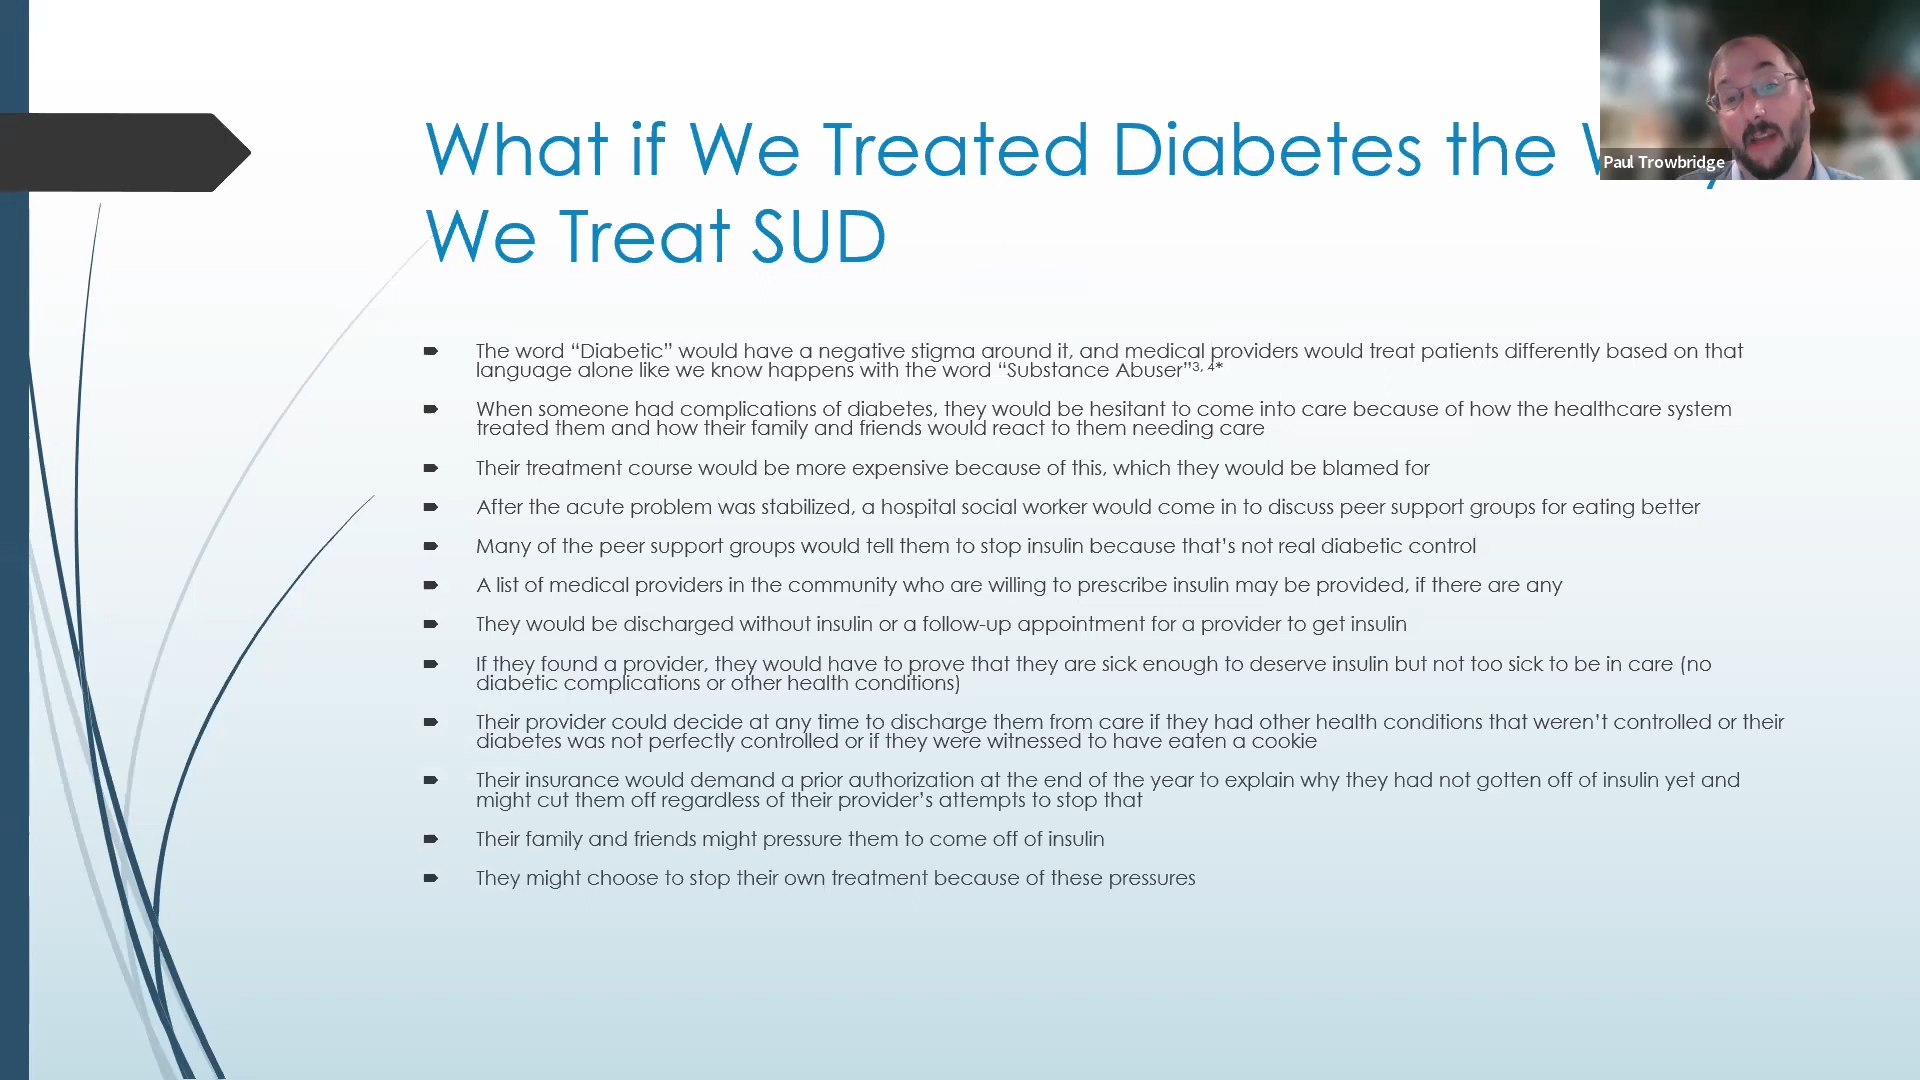 What if We Treated Diabetes the
We Treat SUD
Paul Trowbridge
The word “Diabetic” would have a negative stigma around it, and medical providers would treat patients differently based on that
language alone like we know happens with the word “Substance Abuser”3, 4*
When someone had complications of diabetes, they would be hesitant to come into care because of how the healthcare system
treated them and how their family and friends would react to them needing care
Their treatment course would be more expensive because of this, which they would be blamed for
After the acute problem was stabilized, a hospital social worker would come in to discuss peer support groups for eating better
Many of the peer support groups would tell them to stop insulin because that’s not real diabetic control
A list of medical providers in the community who are willing to prescribe insulin may be provided, if there are any
They would be discharged without insulin or a follow-up appointment for a provider to get insulin
If they found a provider, they would have to prove that they are sick enough to deserve insulin but not too sick to be in care (no
diabetic complications or other health conditions)
Their provider could decide at any time to discharge them from care if they had other health conditions that weren’t controlled or their
diabetes was not perfectly controlled or if they were witnessed to have eaten a cookie
Their insurance would demand a prior authorization at the end of the year to explain why they had not gotten off of insulin yet and
might cut them off regardless of their provider’s attempts to stop that
Their family and friends might pressure them to come off of insulin
They might choose to stop their own treatment because of these pressures